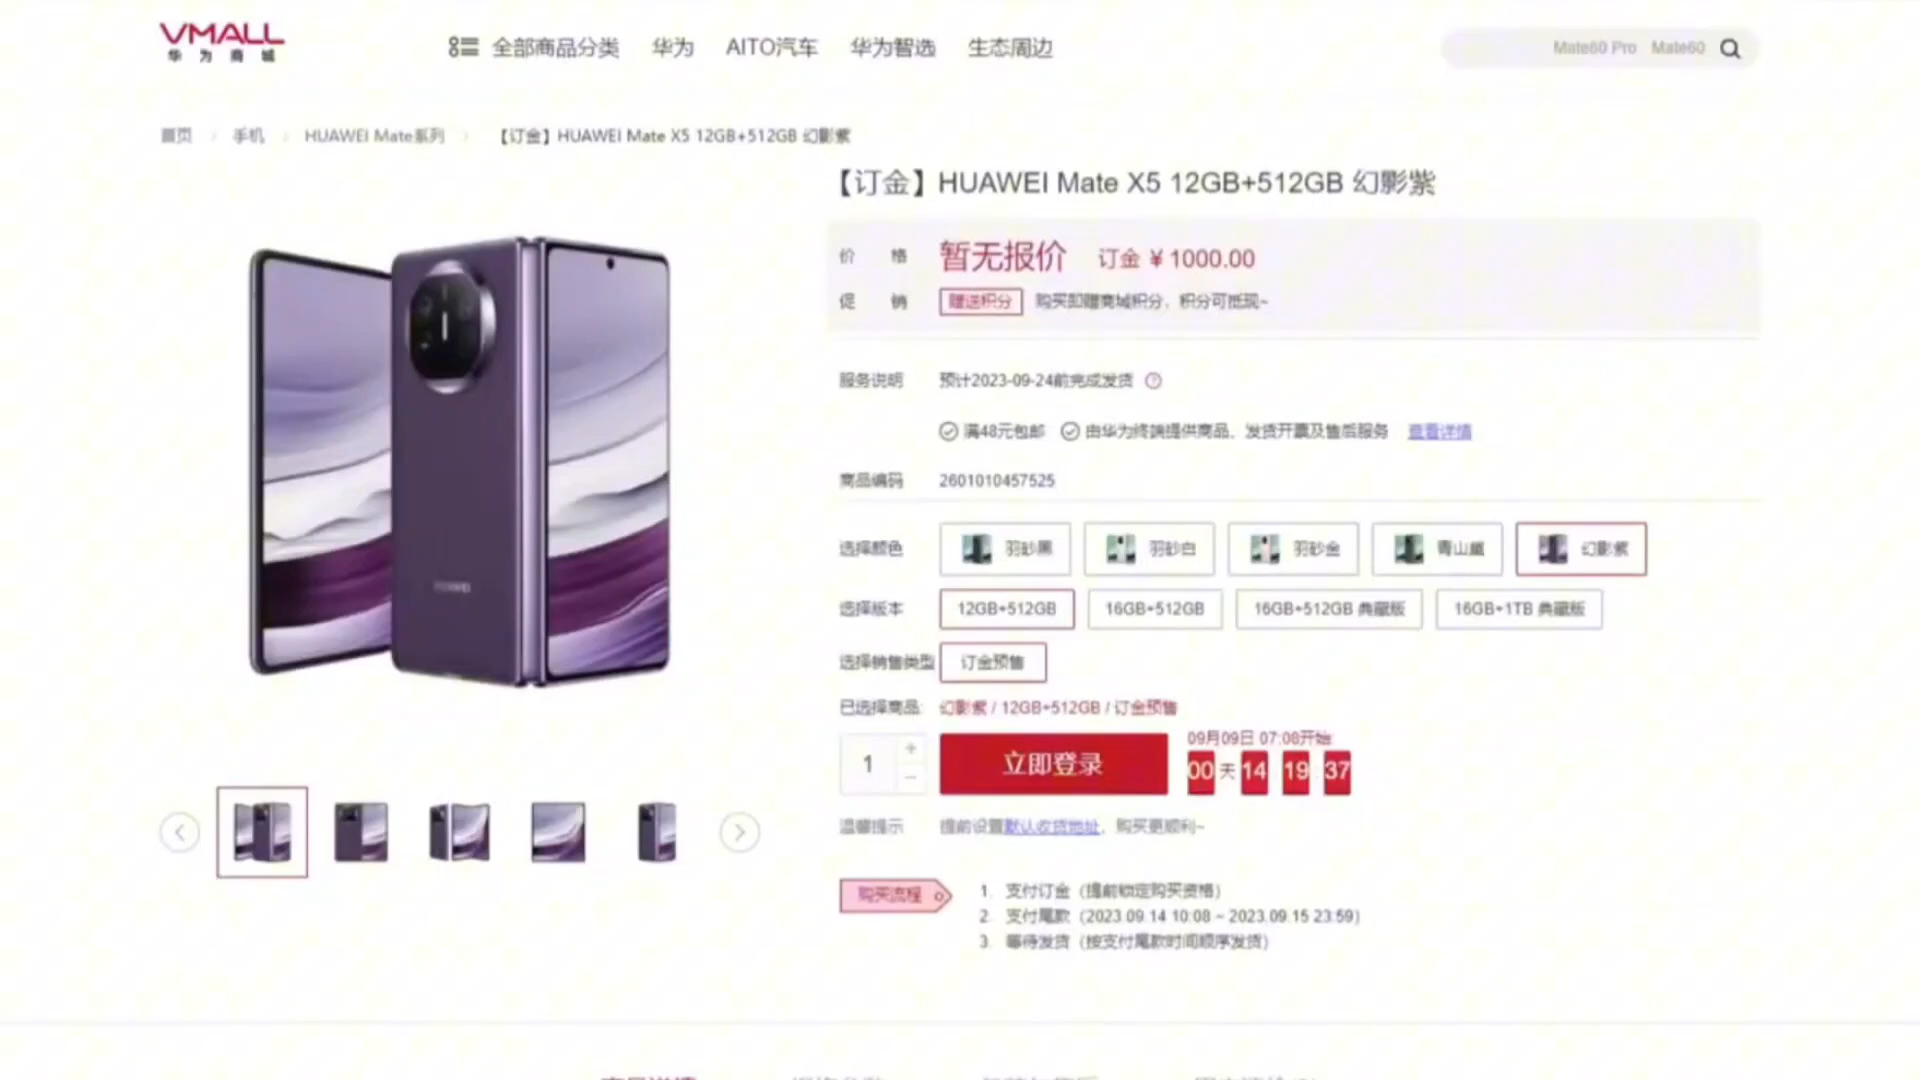 VMALL
华为商城
全部商品分类 华为 AITO汽车 华为智选 生态周边
Mate60 Pro Mate60
首页 手机 HUAWEI Mate系列 【订金】HUAWEI Mate X5 12GB+512GB 幻影紫
【订金】HUAWEI Mate X5 12GB+512GB 幻影紫
价格 暂无报价 订金 ¥1000.00
促销 赠送积分 购买即赠商城积分，积分可抵现~
服务说明 预计2023-09-24前完成发货
满48元包邮 由华为终端提供商品、发货开票及售后服务 查看详情
商品编码 2601010457525
选择颜色 羽砂黑 羽砂白 羽砂金 青山黛 幻影紫
选择版本 12GB+512GB 16GB+512GB 16GB+512GB 典藏版 16GB+1TB 典藏版
选择销售类型 订金预售
已选择商品: 幻影紫 / 12GB+512GB / 订金预售
09月09日 07:08开始
1 + - 立即登录 00 天 14 19 37
温馨提示 提前设置默认收货地址，购买更顺利~
购买流程 1. 支付订金（提前锁定购买资格）
2. 支付尾款（2023.09.14 10:08 ~ 2023.09.15 23:59）
3. 等待发货（按支付尾款时间顺序发货）
HUAWEI